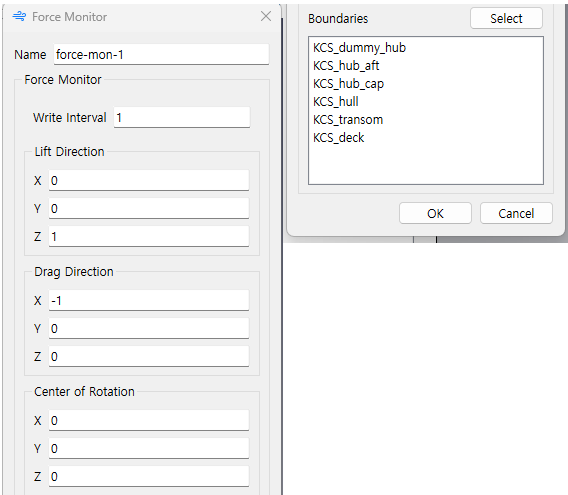 Force Monitor
Name force-mon-1
Force Monitor
Write Interval 1
Lift Direction
X 0
Y 0
Z 1
Drag Direction
X -1
Y 0
Z 0
Center of Rotation
X 0
Y 0
Z 0
Boundaries Select
KCS_dummy_hub
KCS_hub_aft
KCS_hub_cap
KCS_hull
KCS_transom
KCS_deck
OK Cancel